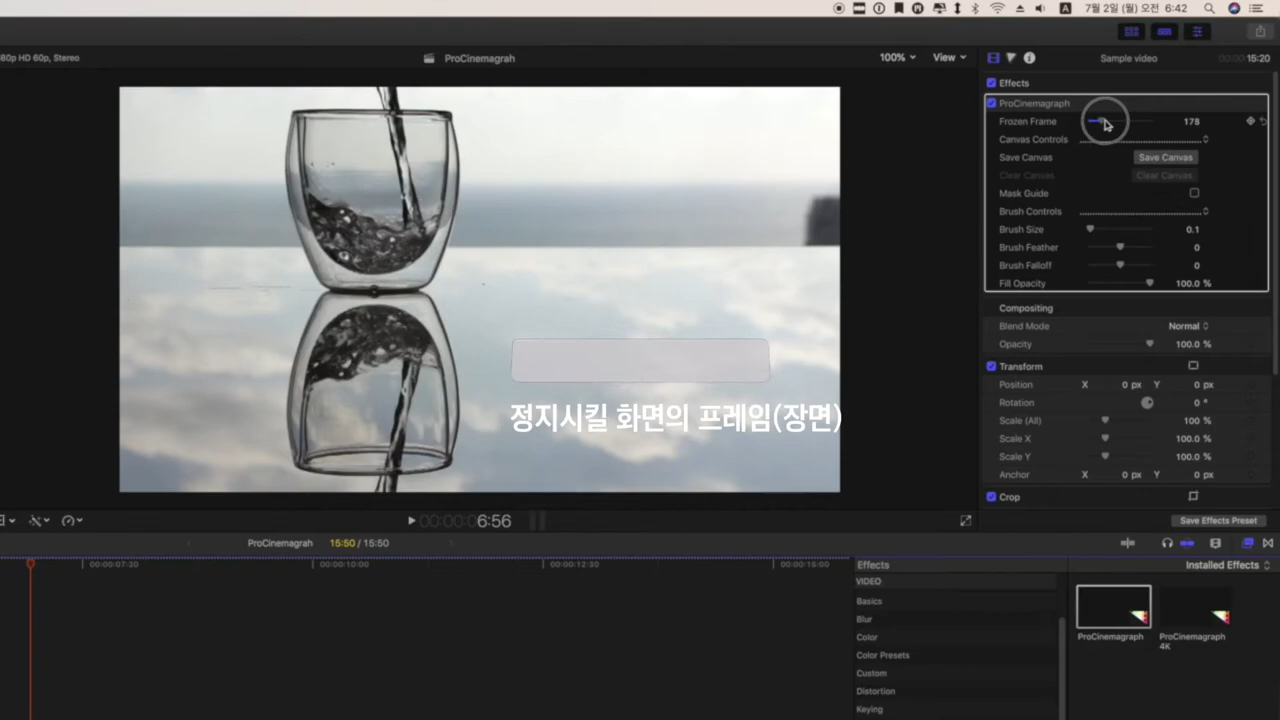 7월 2일 (월) 오전 6:42
80p HD 60p, Stereo
ProCinemagrah
100%
View
Sample video
15:20
Effects
ProCinemagraph
Frozen Frame
178
Canvas Controls
Save Canvas
Save Canvas
Clear Canvas
Clear Canvas
Mask Guide
Brush Controls
Brush Size
0.1
Brush Feather
0
Brush Falloff
0
Fill Opacity
100.0 %
Compositing
Blend Mode
Normal
Opacity
100.0 %
Transform
Position
X 0 px Y 0 px
Rotation
0 °
Scale (All)
100 %
Scale X
100.0 %
Scale Y
100.0 %
Anchor
X 0 px Y 0 px
Crop
Save Effects Preset
정지시킬 화면의 프레임(장면)
00:00:06:56
ProCinemagrah
15:50 / 15:50
00:00:07:30
00:00:10:00
00:00:12:30
00:00:15:00
Effects
Installed Effects
VIDEO
Basics
Blur
Color
Color Presets
Custom
Distortion
Keying
ProCinemagraph
ProCinemagraph
4K